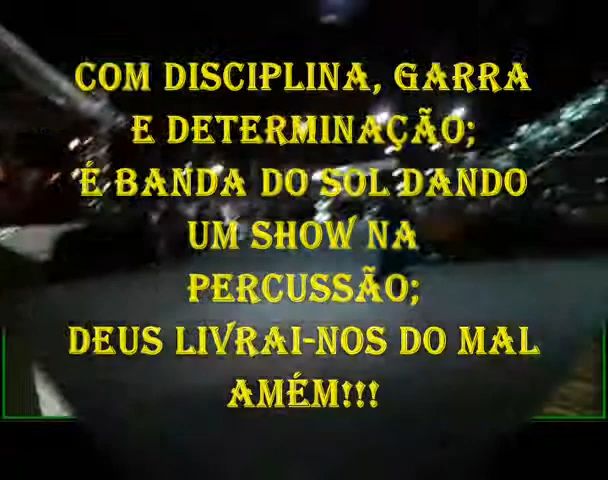 COM DISCIPLINA, GARRA
E DETERMINAÇÃO;
É BANDA DO SOL DANDO
UM SHOW NA
PERCUSSÃO;
DEUS LIVRAI-NOS DO MAL
AMÉM!!!